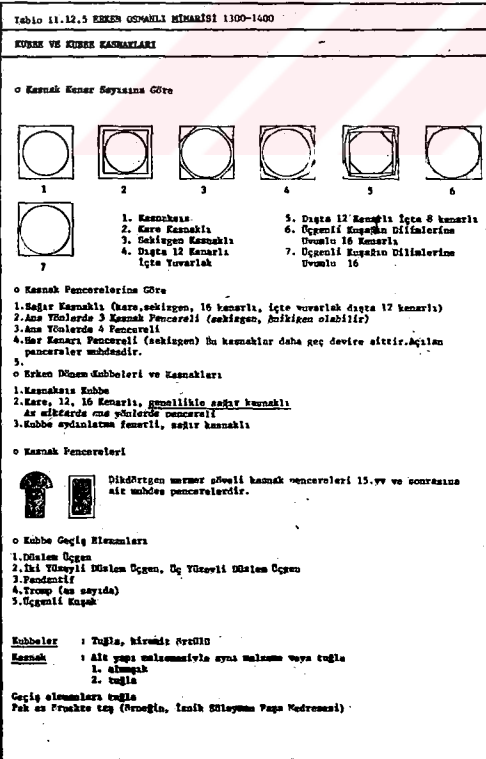 Tablo II.12.5 ERKEN OSMANLI MİMARİSİ 1300-1400
KUBBE VE KUBBE KASNAKLARI
o Kasnak Kenar Sayısına Göre
1 2 3 4 5 6
7
1. Kasnaksız
2. Kare Kasnaklı
3. Sekizgen Kasnaklı
4. Dışta 12 Kenarlı
İçte Yuvarlak
5. Dışta 12 Kenarlı İçte 8 kenarlı
6. Üçgenli Kuşağın Dilimlerine
Uyumlu 16 Kenarlı
7. Üçgenli Kuşağın Dilimlerine
Uyumlu 16
o Kasnak Pencerelerine Göre
1.Sağır Kasnaklı (kare,sekizgen, 16 kenarlı, içte yuvarlak dışta 12 kenarlı)
2.Ana Yönlerde 3 Kasnak Pencereli (sekizgen, onikigen olabilir)
3.Ana Yönlerde 4 Pencereli
4.Her Kenarı Pencereli (sekizgen) Bu kasnaklar daha geç devire aittir.Açılan
pencereler muhdesdir.
5.
o Erken Dönem Kubbeleri ve Kasnakları
1.Kasnaksız Kubbe
2.Kare, 12, 16 Kenarlı, genellikle sağır kasnaklı
Az miktarda ana yönlerde pencereli
3.Kubbe aydınlatma fenerli, sağır kasnaklı
o Kasnak Pencereleri
Dikdörtgen mermer söveli kasnak pencereleri 15.yy ve sonrasına
ait muhdes pencerelerdir.
o Kubbe Geçiş Elemanları
1.Düzlem Üçgen
2.İki Yüzeyli Düzlem Üçgen, Üç Yüzeyli Düzlem Üçgen
3.Pandantif
4.Tromp (az sayıda)
5.Üçgenli Kuşak
Kubbeler : Tuğla, kiremit örtülü
Kasnak : Alt yapı malzemesiyle aynı malzeme veya tuğla
1. almaşık
2. tuğla
Geçiş elemanları tuğla
Pek az örnekte taş (Örneğin, İznik Süleyman Paşa Medresesi)